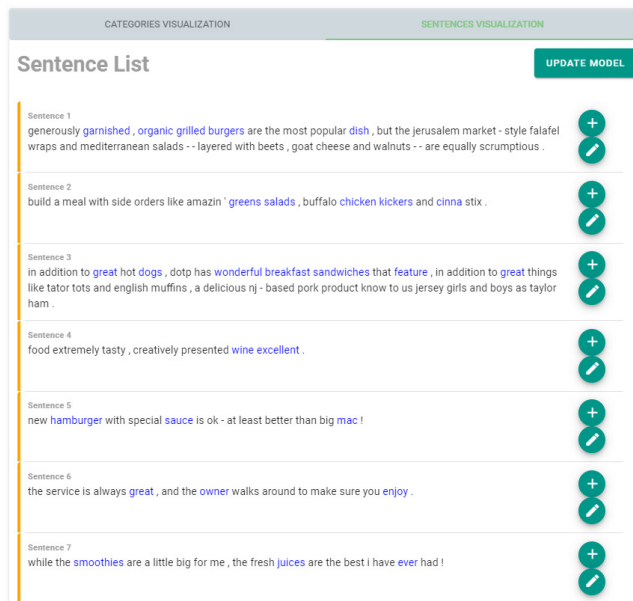 CATEGORIES VISUALIZATION
SENTENCES VISUALIZATION
Sentence List
UPDATE MODEL
Sentence 1
generously garnished , organic grilled burgers are the most popular dish , but the jerusalem market - style falafel
wraps and mediterranean salads - - layered with beets , goat cheese and walnuts - - are equally scrumptious .
Sentence 2
build a meal with side orders like amazin ' greens salads , buffalo chicken kickers and cinna stix .
Sentence 3
in addition to great hot dogs , dotp has wonderful breakfast sandwiches that feature , in addition to great things
like tator tots and english muffins , a delicious nj - based pork product know to us jersey girls and boys as taylor
ham .
Sentence 4
food extremely tasty , creatively presented wine excellent .
Sentence 5
new hamburger with special sauce is ok - at least better than big mac !
Sentence 6
the service is always great , and the owner walks around to make sure you enjoy .
Sentence 7
while the smoothies are a little big for me , the fresh juices are the best i have ever had !